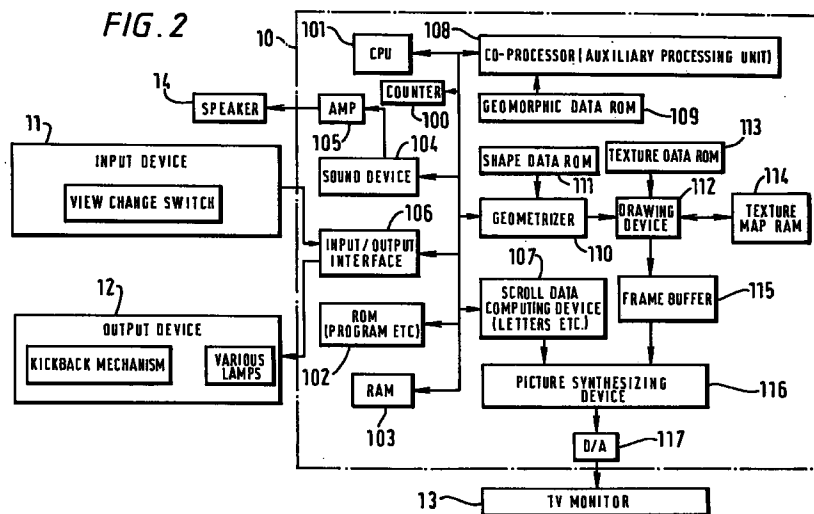 FIG. 2
10
101
CPU
108
CO-PROCESSOR (AUXILIARY PROCESSING UNIT)
14
SPEAKER
AMP
105
COUNTER
100
GEOMORPHIC DATA ROM
109
113
11
INPUT DEVICE
VIEW CHANGE SWITCH
104
SOUND DEVICE
SHAPE DATA ROM
111
TEXTURE DATA ROM
112
114
106
INPUT/OUTPUT
INTERFACE
GEOMETRIZER
110
DRAWING
DEVICE
TEXTURE
MAP RAM
107
12
OUTPUT DEVICE
KICKBACK MECHANISM
VARIOUS
LAMPS
ROM
(PROGRAM ETC)
102
SCROLL DATA
COMPUTING DEVICE
(LETTERS ETC.)
FRAME BUFFER
115
RAM
103
PICTURE SYNTHESIZING
DEVICE
116
D/A
117
13
TV MONITOR